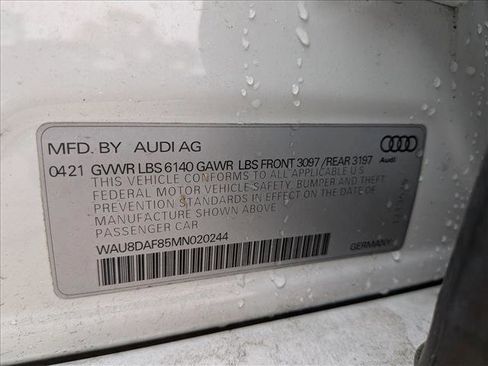 MFD. BY AUDI AG
0421 GVWR LBS 6140 GAWR LBS FRONT 3097 /REAR 3197
Audi
THIS VEHICLE CONFORMS TO ALL APPLICABLE U.S
FEDERAL MOTOR VEHICLE SAFETY, BUMPER AND THEFT
PREVENTION STANDARDS IN EFFECT ON THE DATE OF
MANUFACTURE SHOWN ABOVE
PASSENGER CAR
WAU8DAF85MN020244
GERMANY